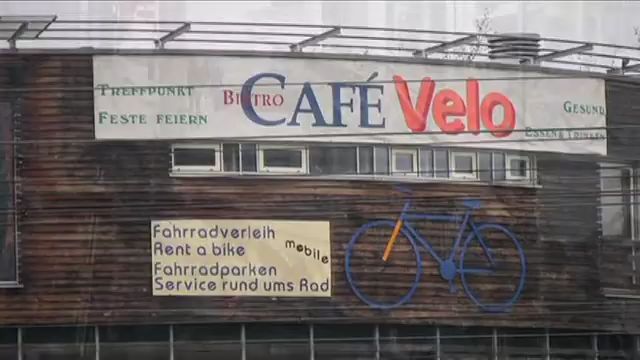 TREFFPUNKT
FESTE FEIERN
BISTRO CAFÉ Velo
GESUND
ESSEN & TRINKEN
Fahrradverleih
Rent a bike
mobile
Fahrradparken
Service rund ums Rad